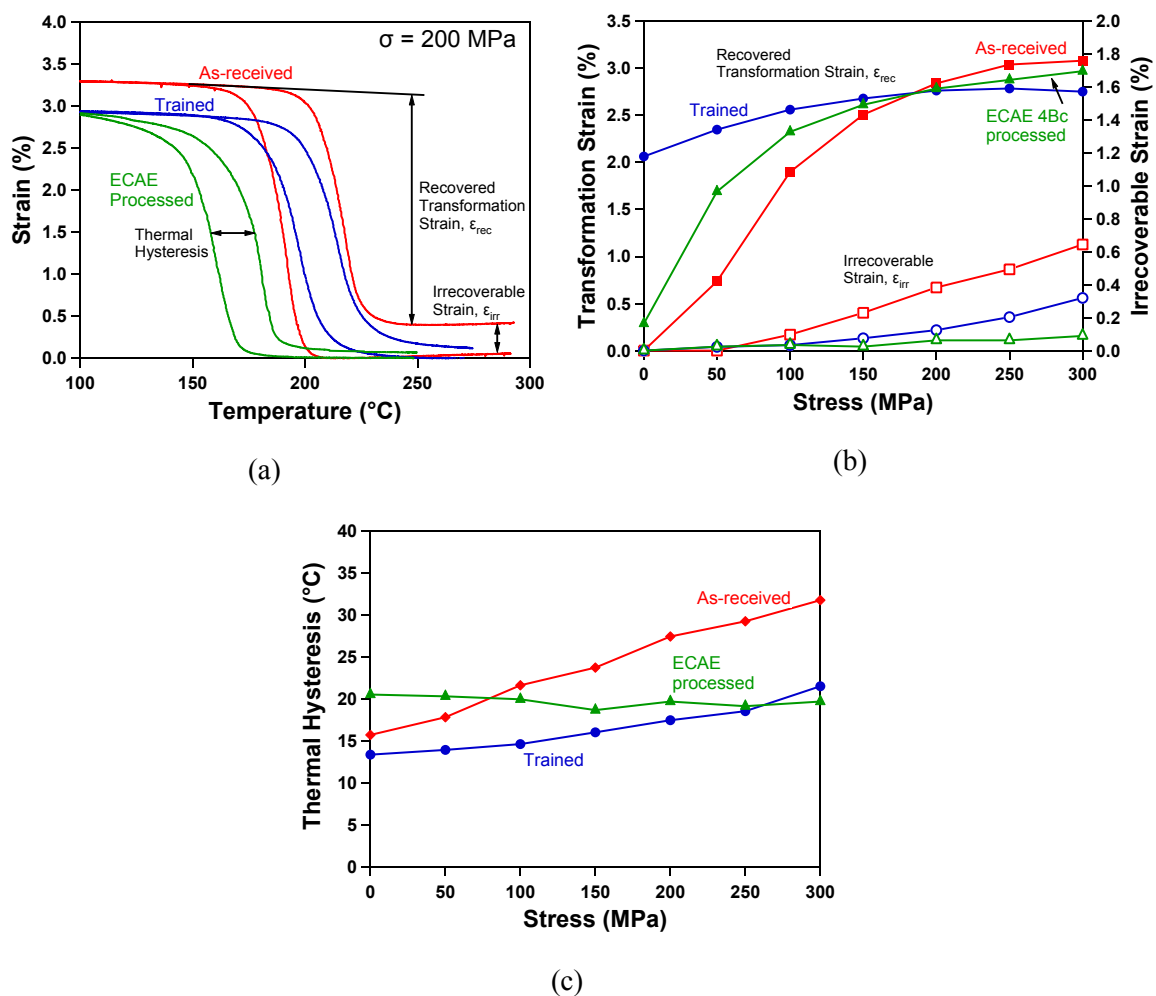 σ = 200 MPa
As-received
Trained
ECAE
Processed
Thermal
Hysteresis
Recovered
Transformation
Strain, εrec
Irrecoverable
Strain, εirr
Strain (%)
4.0
3.5
3.0
2.5
2.0
1.5
1.0
0.5
0.0
100 150 200 250 300
Temperature (°C)
(a)
Transformation Strain (%)
3.5
3.0
2.5
2.0
1.5
1.0
0.5
0.0
Recovered
Transformation Strain, εrec
As-received
Trained
ECAE 4Bc
processed
Irrecoverable
Strain, εirr
2.0
1.8
1.6
1.4
1.2
1.0
0.8
0.6
0.4
0.2
0.0
Irrecoverable Strain (%)
0 50 100 150 200 250 300
Stress (MPa)
(b)
Thermal Hysteresis (°C)
40
35
30
25
20
15
10
5
0
As-received
ECAE
processed
Trained
0 50 100 150 200 250 300
Stress (MPa)
(c)